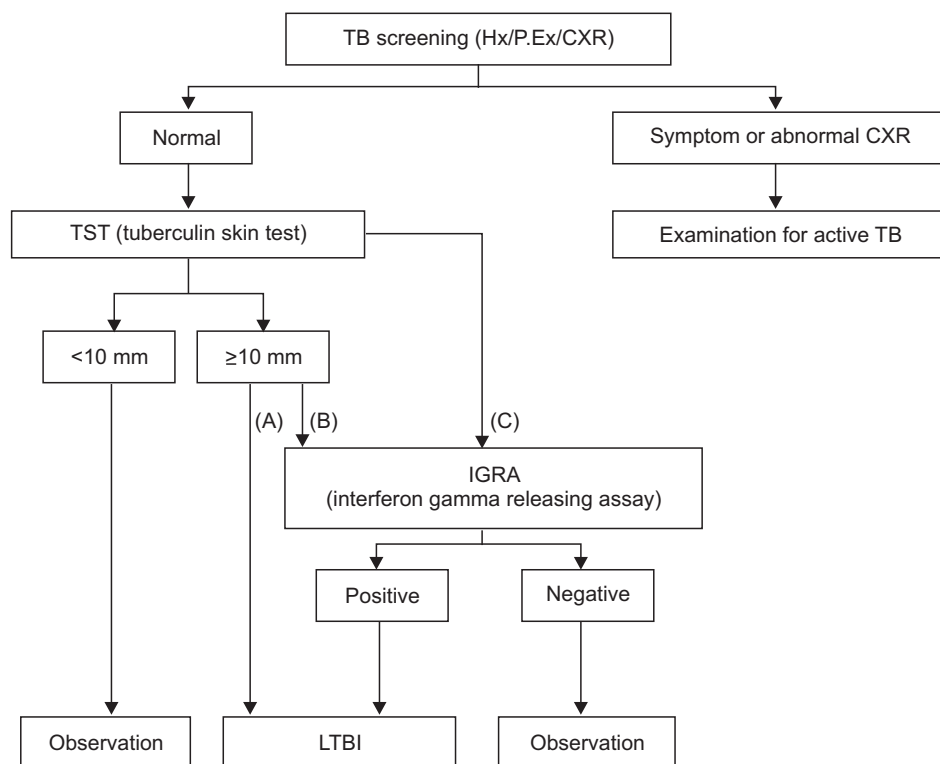 TB screening (Hx/P.Ex/CXR)
Normal
Symptom or abnormal CXR
TST (tuberculin skin test)
Examination for active TB
<10 mm
≥10 mm
(A)
(B)
(C)
IGRA
(interferon gamma releasing assay)
Positive
Negative
Observation
LTBI
Observation